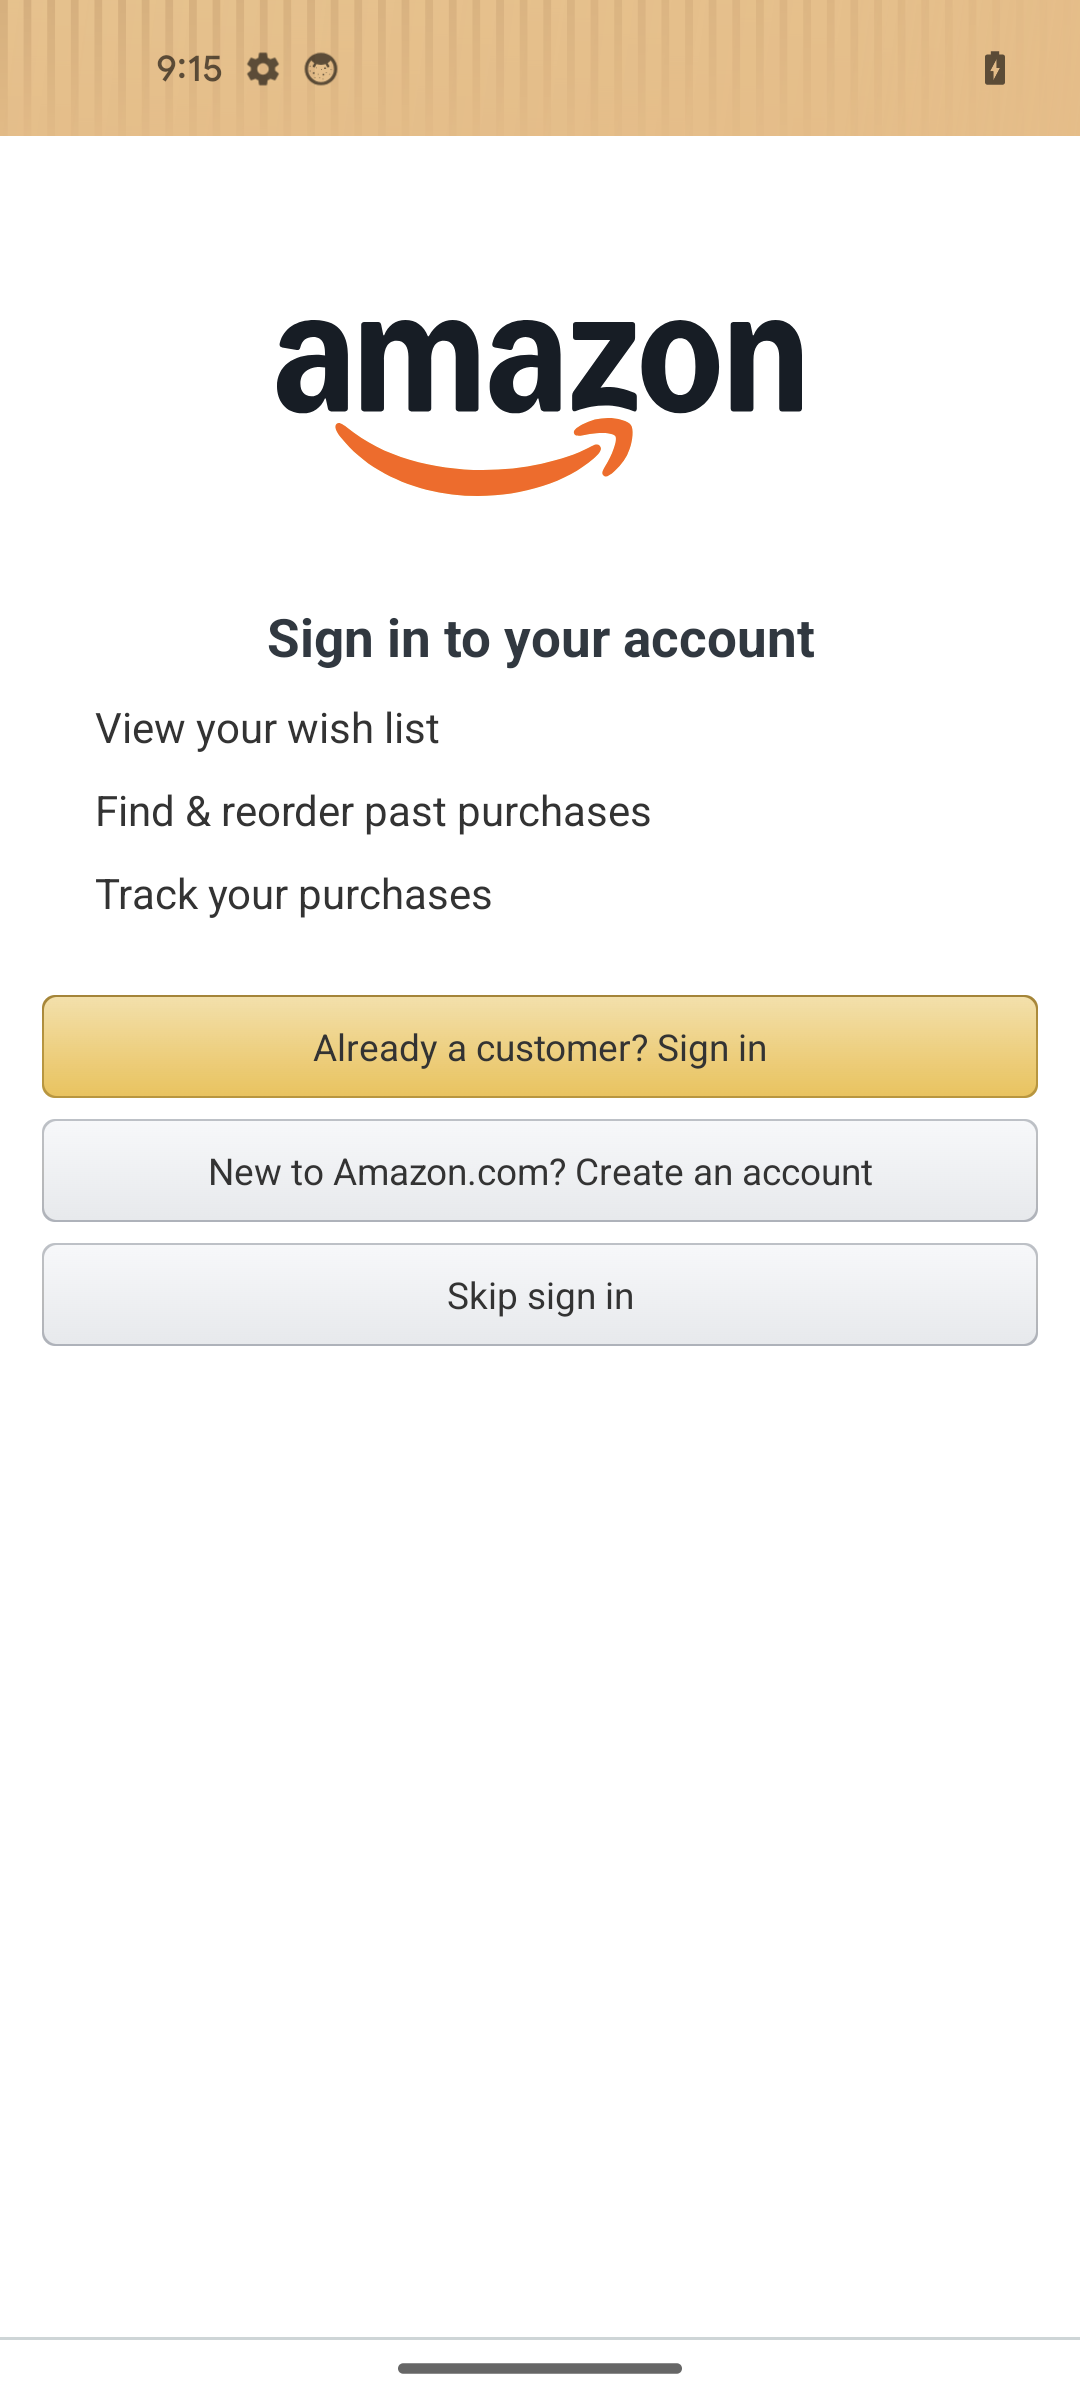 9:15
amazon
Sign in to your account
View your wish list
Find & reorder past purchases
Track your purchases
Already a customer? Sign in
New to Amazon.com? Create an account
Skip sign in